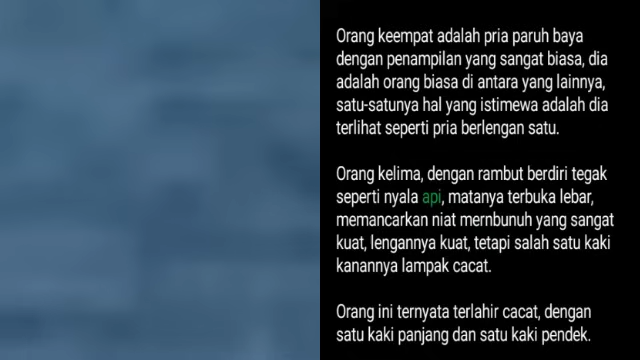 Orang keempat adalah pria paruh baya
dengan penampilan yang sangat biasa, dia
adalah orang biasa di antara yang lainnya,
satu-satunya hal yang istimewa adalah dia
terlihat seperti pria berlengan satu.
Orang kelima, dengan rambut berdiri tegak
seperti nyala api, matanya terbuka lebar,
memancarkan niat mernbunuh yang sangat
kuat, lengannya kuat, tetapi salah satu kaki
kanannya lampak cacat.
Orang ini ternyata terlahir cacat, dengan
satu kaki panjang dan satu kaki pendek.